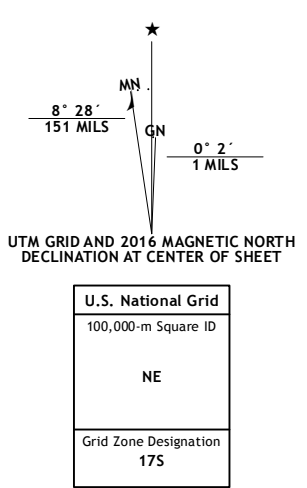 ★
MN
8° 28´
151 MILS
GN
0° 2´
1 MILS
UTM GRID AND 2016 MAGNETIC NORTH
DECLINATION AT CENTER OF SHEET
U.S. National Grid
100,000-m Square ID
NE
Grid Zone Designation
17S